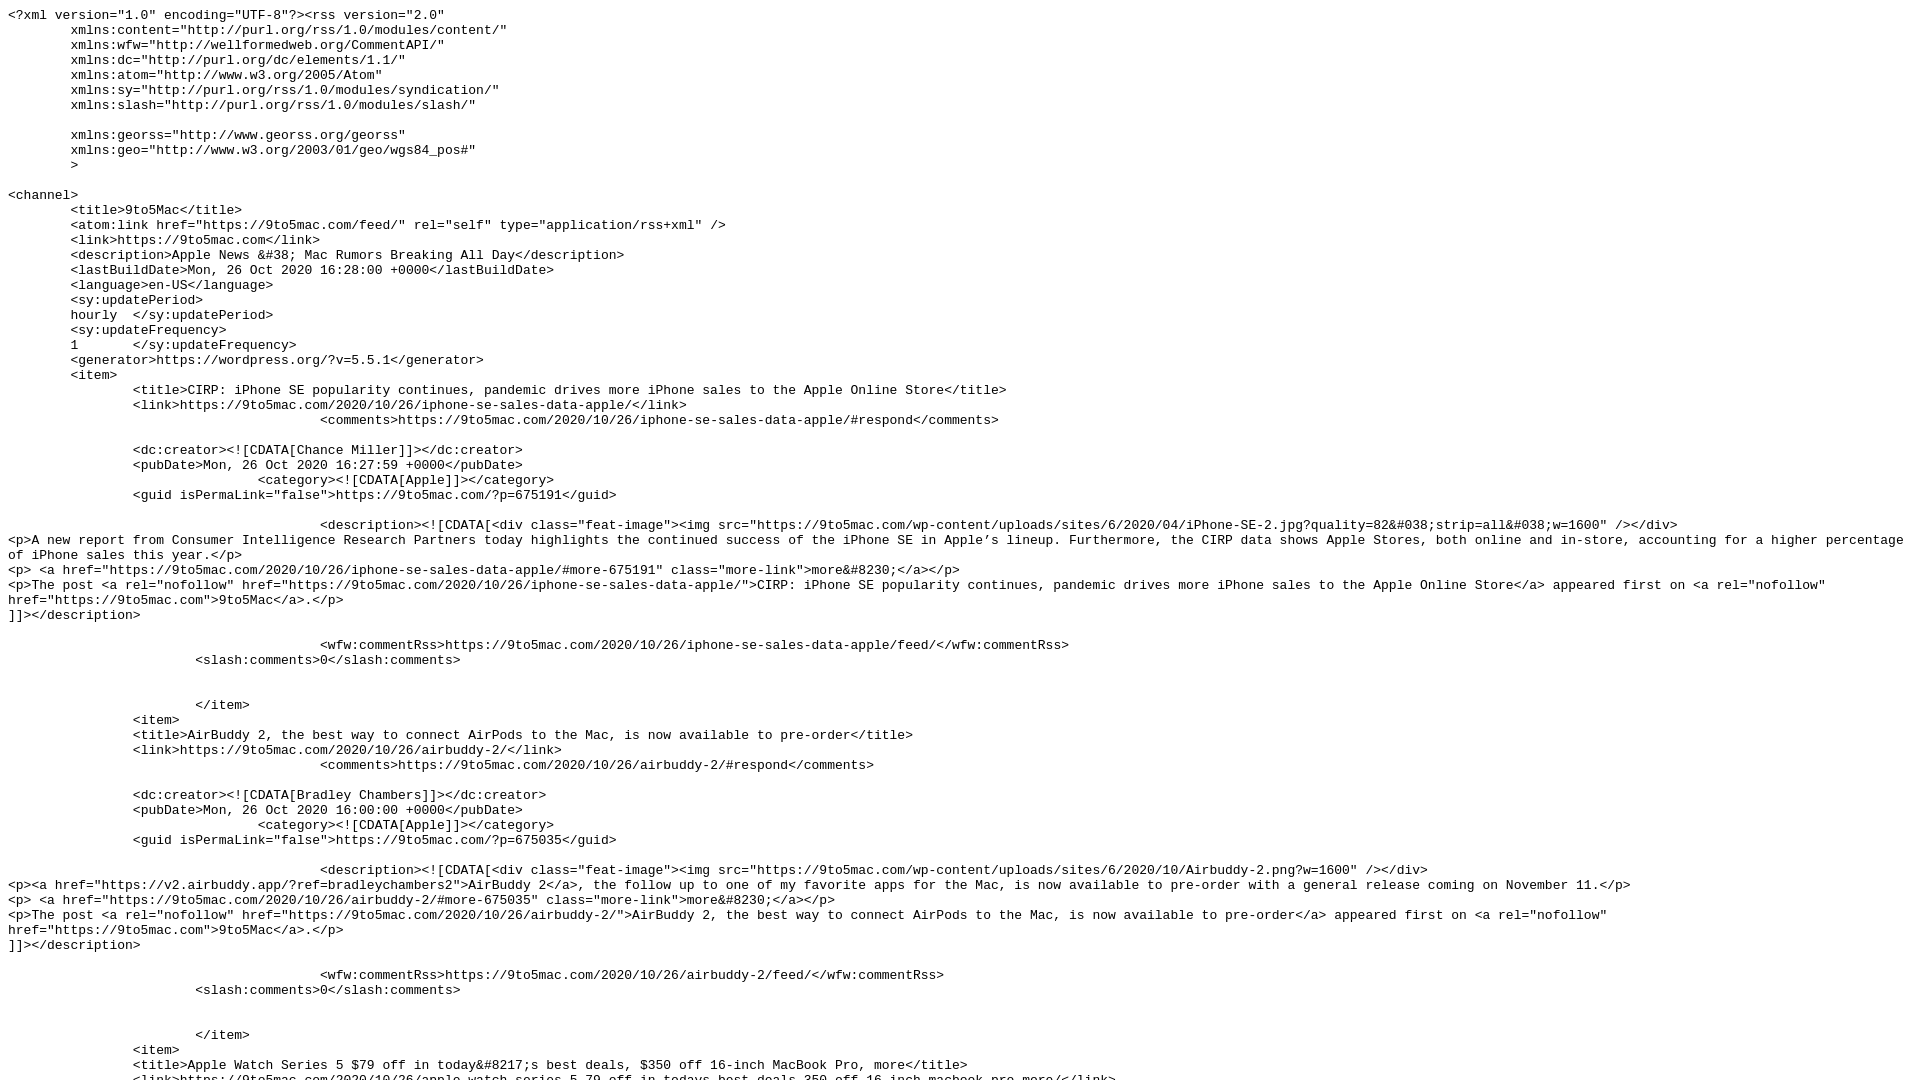 <?xml version="1.0" encoding="UTF-8"?><rss version="2.0"
xmlns:content="http://purl.org/rss/1.0/modules/content/"
xmlns:wfw="http://wellformedweb.org/CommentAPI/"
xmlns:dc="http://purl.org/dc/elements/1.1/"
xmlns:atom="http://www.w3.org/2005/Atom"
xmlns:sy="http://purl.org/rss/1.0/modules/syndication/"
xmlns:slash="http://purl.org/rss/1.0/modules/slash/"
xmlns:georss="http://www.georss.org/georss"
xmlns:geo="http://www.w3.org/2003/01/geo/wgs84_pos#"
>
<channel>
<title>9to5Mac</title>
<atom:link href="https://9to5mac.com/feed/" rel="self" type="application/rss+xml" />
<link>https://9to5mac.com</link>
<description>Apple News &#38; Mac Rumors Breaking All Day</description>
<lastBuildDate>Mon, 26 Oct 2020 16:28:00 +0000</lastBuildDate>
<language>en-US</language>
<sy:updatePeriod>
hourly  </sy:updatePeriod>
<sy:updateFrequency>
1       </sy:updateFrequency>
<generator>https://wordpress.org/?v=5.5.1</generator>
<item>
<title>CIRP: iPhone SE popularity continues, pandemic drives more iPhone sales to the Apple Online Store</title>
<link>https://9to5mac.com/2020/10/26/iphone-se-sales-data-apple/</link>
<comments>https://9to5mac.com/2020/10/26/iphone-se-sales-data-apple/#respond</comments>
<dc:creator><![CDATA[Chance Miller]]></dc:creator>
<pubDate>Mon, 26 Oct 2020 16:27:59 +0000</pubDate>
<category><![CDATA[Apple]]></category>
<guid isPermaLink="false">https://9to5mac.com/?p=675191</guid>
<description><![CDATA[<div class="feat-image"><img src="https://9to5mac.com/wp-content/uploads/sites/6/2020/04/iPhone-SE-2.jpg?quality=82&#038;strip=all&#038;w=1600" /></div>
<p>A new report from Consumer Intelligence Research Partners today highlights the continued success of the iPhone SE in Apple’s lineup. Furthermore, the CIRP data shows Apple Stores, both online and in-store, accounting for a higher percentage
of iPhone sales this year.</p>
<p> <a href="https://9to5mac.com/2020/10/26/iphone-se-sales-data-apple/#more-675191" class="more-link">more&#8230;</a></p>
<p>The post <a rel="nofollow" href="https://9to5mac.com/2020/10/26/iphone-se-sales-data-apple/">CIRP: iPhone SE popularity continues, pandemic drives more iPhone sales to the Apple Online Store</a> appeared first on <a rel="nofollow"
href="https://9to5mac.com">9to5Mac</a>.</p>
]]></description>
<wfw:commentRss>https://9to5mac.com/2020/10/26/iphone-se-sales-data-apple/feed/</wfw:commentRss>
<slash:comments>0</slash:comments>
</item>
<item>
<title>AirBuddy 2, the best way to connect AirPods to the Mac, is now available to pre-order</title>
<link>https://9to5mac.com/2020/10/26/airbuddy-2/</link>
<comments>https://9to5mac.com/2020/10/26/airbuddy-2/#respond</comments>
<dc:creator><![CDATA[Bradley Chambers]]></dc:creator>
<pubDate>Mon, 26 Oct 2020 16:00:00 +0000</pubDate>
<category><![CDATA[Apple]]></category>
<guid isPermaLink="false">https://9to5mac.com/?p=675035</guid>
<description><![CDATA[<div class="feat-image"><img src="https://9to5mac.com/wp-content/uploads/sites/6/2020/10/Airbuddy-2.png?w=1600" /></div>
<p><a href="https://v2.airbuddy.app/?ref=bradleychambers2">AirBuddy 2</a>, the follow up to one of my favorite apps for the Mac, is now available to pre-order with a general release coming on November 11.</p>
<p> <a href="https://9to5mac.com/2020/10/26/airbuddy-2/#more-675035" class="more-link">more&#8230;</a></p>
<p>The post <a rel="nofollow" href="https://9to5mac.com/2020/10/26/airbuddy-2/">AirBuddy 2, the best way to connect AirPods to the Mac, is now available to pre-order</a> appeared first on <a rel="nofollow"
href="https://9to5mac.com">9to5Mac</a>.</p>
]]></description>
<wfw:commentRss>https://9to5mac.com/2020/10/26/airbuddy-2/feed/</wfw:commentRss>
<slash:comments>0</slash:comments>
</item>
<item>
<title>Apple Watch Series 5 $79 off in today&#8217;s best deals, $350 off 16-inch MacBook Pro, more</title>
<link>https://9to5mac.com/2020/10/26/apple-watch-series-5-79-off-in-todays-best-deals-350-off-16-inch-macbook-pro-more/</link>